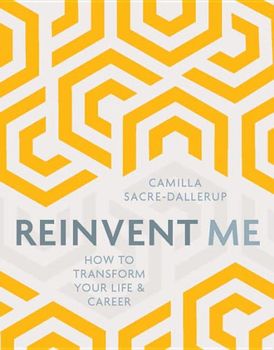 CAMILLA
SACRE-DALLERUP
REINVENT ME
HOW TO
TRANSFORM
YOUR LIFE &
CAREER